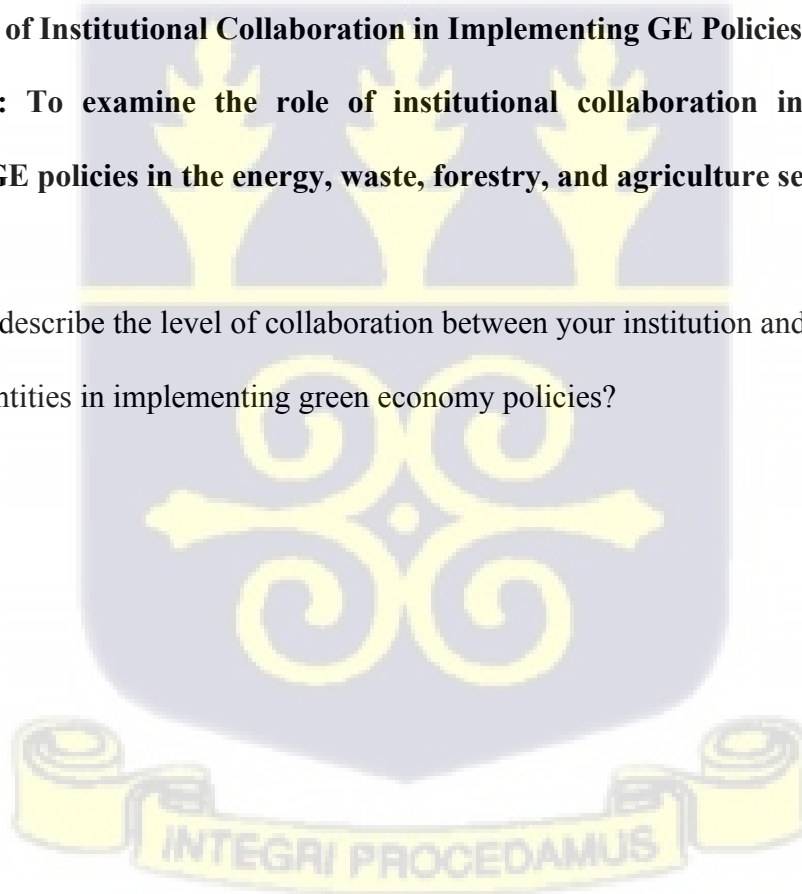 of Institutional Collaboration in Implementing GE Policies
: To examine the role of institutional collaboration in
GE policies in the energy, waste, forestry, and agriculture se
describe the level of collaboration between your institution and
ntities in implementing green economy policies?
INTEGRI PROCEDAMUS